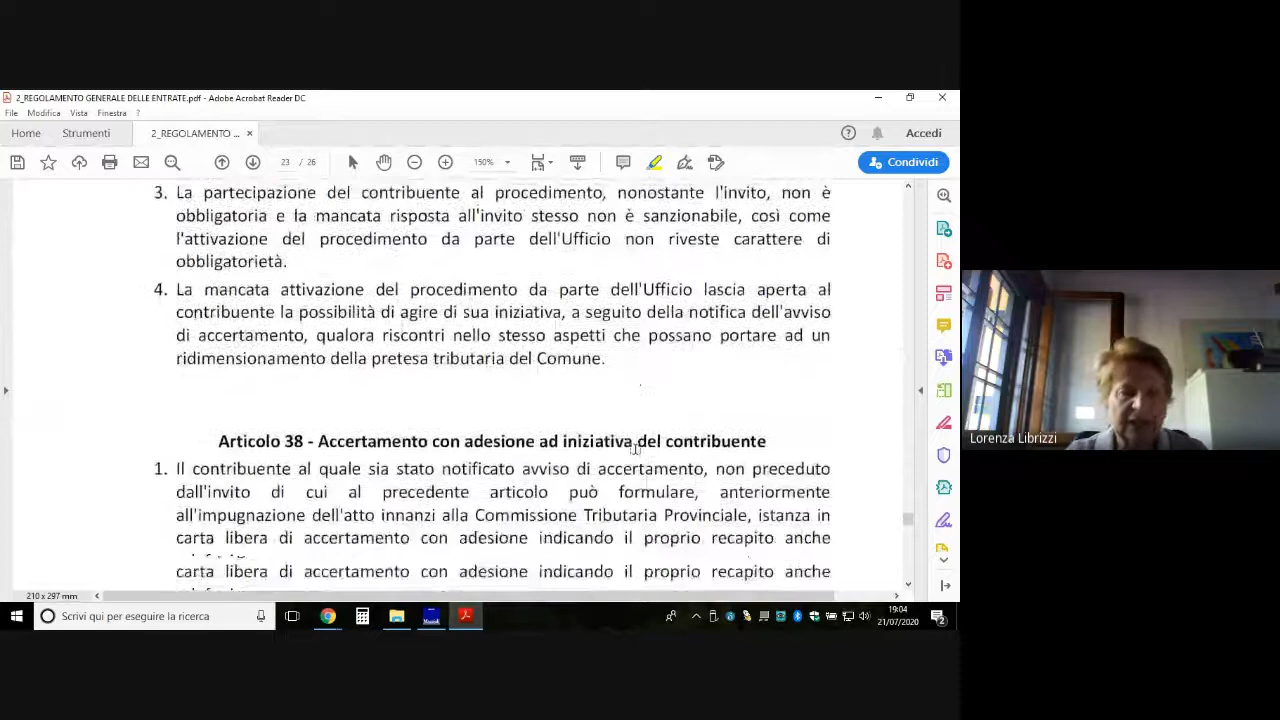 2_REGOLAMENTO GENERALE DELLE ENTRATE.pdf - Adobe Acrobat Reader DC
File Modifica Vista Finestra ?
Home Strumenti 2_REGOLAMENTO ... × Accedi
23 / 26 150% Condividi
3. La partecipazione del contribuente al procedimento, nonostante l'invito, non è
obbligatoria e la mancata risposta all'invito stesso non è sanzionabile, così come
l'attivazione del procedimento da parte dell'Ufficio non riveste carattere di
obbligatorietà.
4. La mancata attivazione del procedimento da parte dell'Ufficio lascia aperta al
contribuente la possibilità di agire di sua iniziativa, a seguito della notifica dell'avviso
di accertamento, qualora riscontri nello stesso aspetti che possano portare ad un
ridimensionamento della pretesa tributaria del Comune.
Articolo 38 - Accertamento con adesione ad iniziativa del contribuente
1. Il contribuente al quale sia stato notificato avviso di accertamento, non preceduto
dall'invito di cui al precedente articolo può formulare, anteriormente
all'impugnazione dell'atto innanzi alla Commissione Tributaria Provinciale, istanza in
carta libera di accertamento con adesione indicando il proprio recapito anche
carta libera di accertamento con adesione indicando il proprio recapito anche
210 x 297 mm
Scrivi qui per eseguire la ricerca
19:04
21/07/2020
2
Lorenza Librizzi